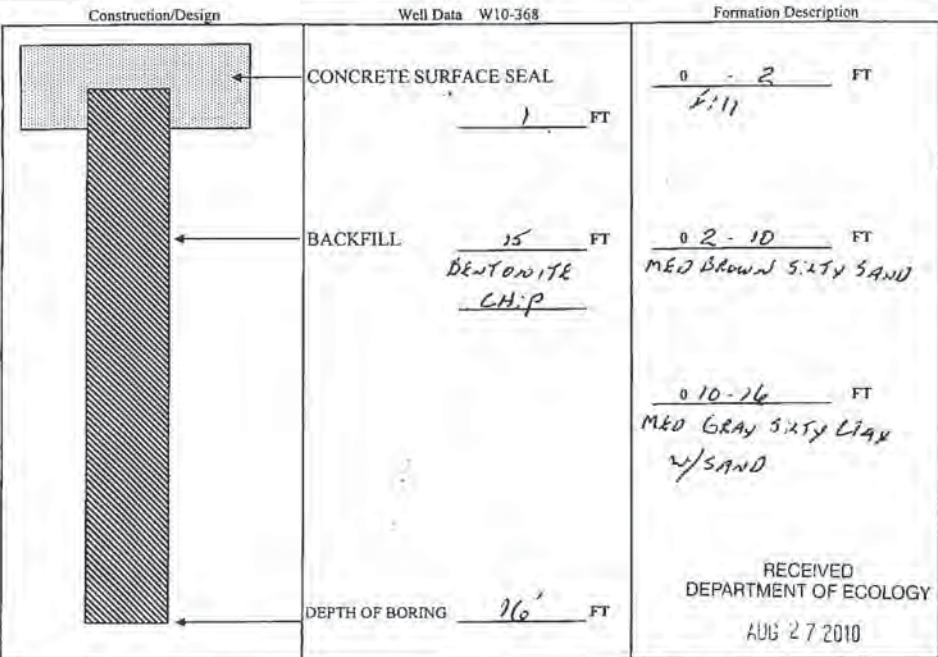 Construction/Design
Well Data W10-368
Formation Description
CONCRETE SURFACE SEAL
1 FT
BACKFILL 15 FT
BENTONITE
CHIP
DEPTH OF BORING 16' FT
0 - 2 FT
Fill
0 2 - 10 FT
MED BROWN SILTY SAND
0 10 - 16 FT
MED GRAY SILTY CLAY
W/SAND
RECEIVED
DEPARTMENT OF ECOLOGY
AUG 27 2010